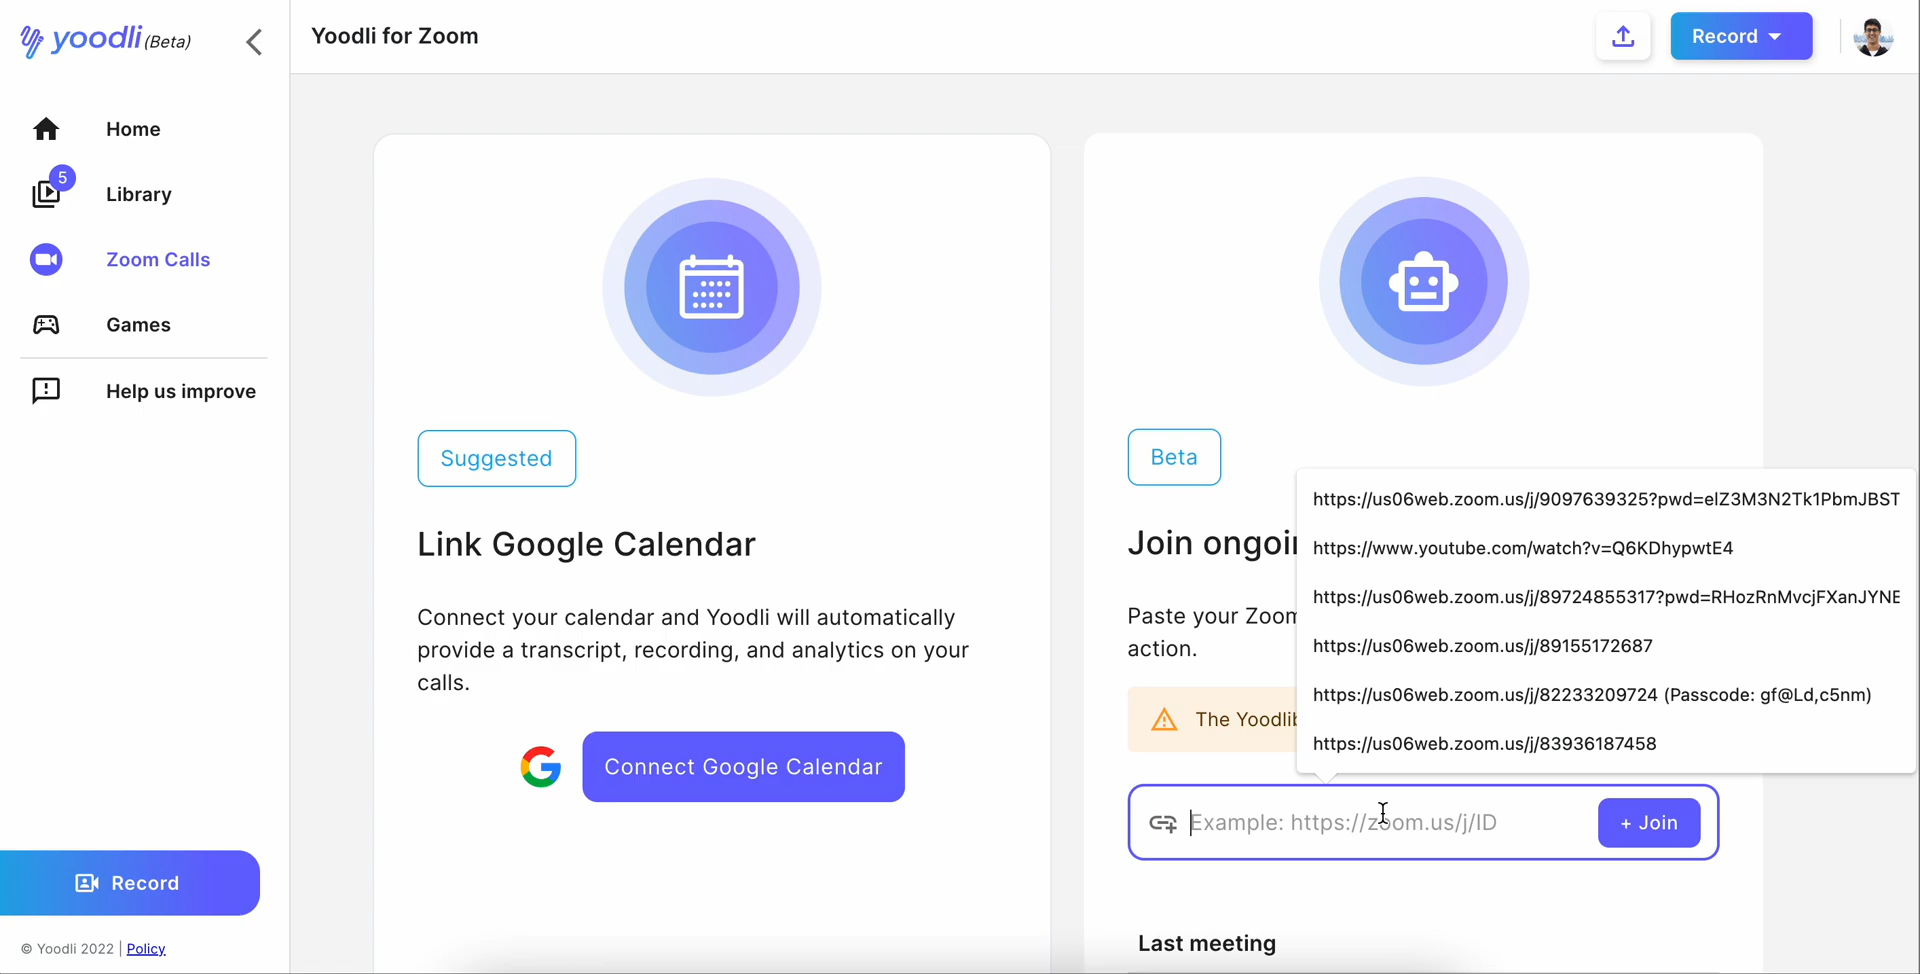 yoodli (Beta)
Yoodli for Zoom
Record
Home
5
Library
Zoom Calls
Games
Help us improve
Record
© Yoodli 2022 | Policy
Suggested
Link Google Calendar
Connect your calendar and Yoodli will automatically
provide a transcript, recording, and analytics on your
calls.
Connect Google Calendar
Beta
Join ongoin
Paste your Zoom
action.
The Yoodlib
https://us06web.zoom.us/j/9097639325?pwd=elZ3M3N2Tk1PbmJBST
https://www.youtube.com/watch?v=Q6KDhypwtE4
https://us06web.zoom.us/j/89724855317?pwd=RHozRnMvcjFXanJYNE
https://us06web.zoom.us/j/89155172687
https://us06web.zoom.us/j/82233209724 (Passcode: gf@Ld,c5nm)
https://us06web.zoom.us/j/83936187458
Example: https://zoom.us/j/ID
+ Join
Last meeting